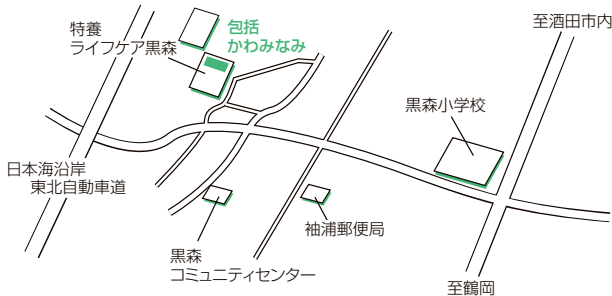 特養
ライフケア黒森
包括
かわみなみ
至酒田市内
黒森小学校
日本海沿岸
東北自動車道
袖浦郵便局
黒森
コミュニティセンター
至鶴岡